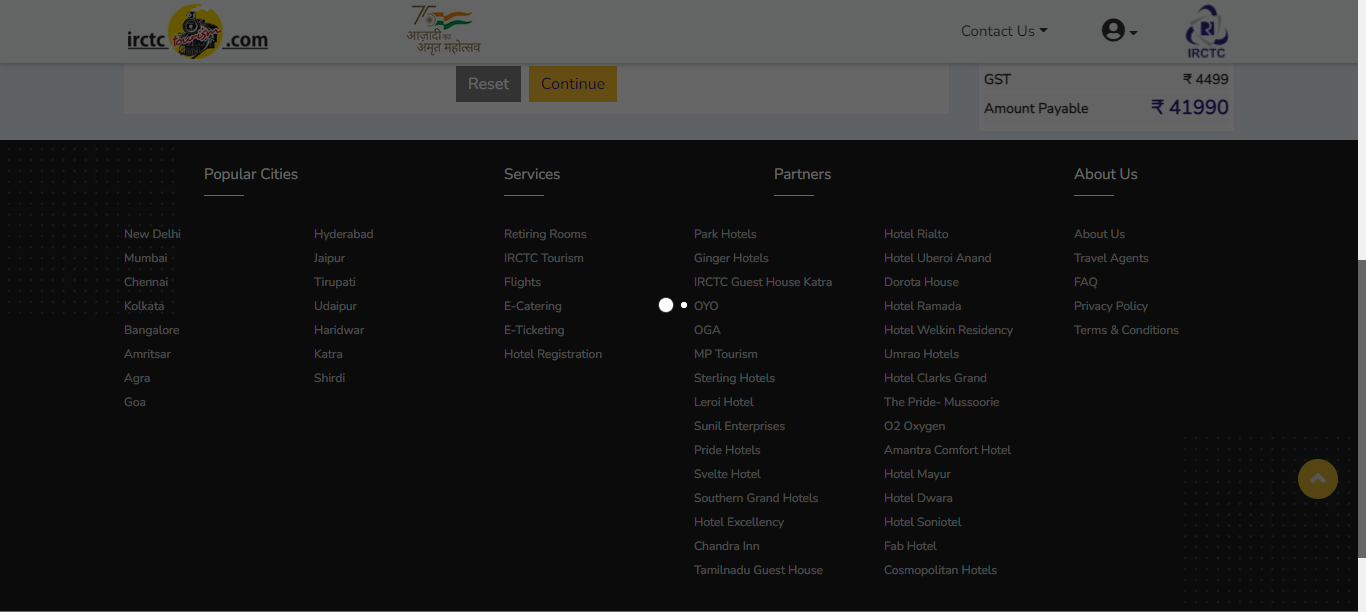 irctc tourism .com
75
आज़ादी का
अमृत महोत्सव
Contact Us
IRCTC
Reset
Continue
GST ₹ 4499
Amount Payable ₹ 41990
Popular Cities
New Delhi
Mumbai
Chennai
Kolkata
Bangalore
Amritsar
Agra
Goa
Hyderabad
Jaipur
Tirupati
Udaipur
Haridwar
Katra
Shirdi
Services
Retiring Rooms
IRCTC Tourism
Flights
E-Catering
E-Ticketing
Hotel Registration
Partners
Park Hotels
Ginger Hotels
IRCTC Guest House Katra
OYO
OGA
MP Tourism
Sterling Hotels
Leroi Hotel
Sunil Enterprises
Pride Hotels
Svelte Hotel
Southern Grand Hotels
Hotel Excellency
Chandra Inn
Tamilnadu Guest House
Hotel Rialto
Hotel Uberoi Anand
Dorota House
Hotel Ramada
Hotel Welkin Residency
Umrao Hotels
Hotel Clarks Grand
The Pride- Mussoorie
O2 Oxygen
Amantra Comfort Hotel
Hotel Mayur
Hotel Dwara
Hotel Soniotel
Fab Hotel
Cosmopolitan Hotels
About Us
About Us
Travel Agents
FAQ
Privacy Policy
Terms & Conditions